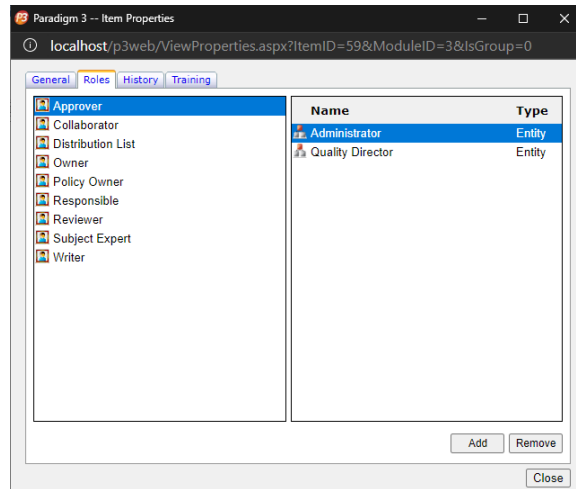 P3 Paradigm 3 -- Item Properties
localhost/p3web/ViewProperties.aspx?ItemID=59&ModuleID=3&IsGroup=0
General Roles History Training
Approver
Collaborator
Distribution List
Owner
Policy Owner
Responsible
Reviewer
Subject Expert
Writer
Name Type
Administrator Entity
Quality Director Entity
Add Remove
Close